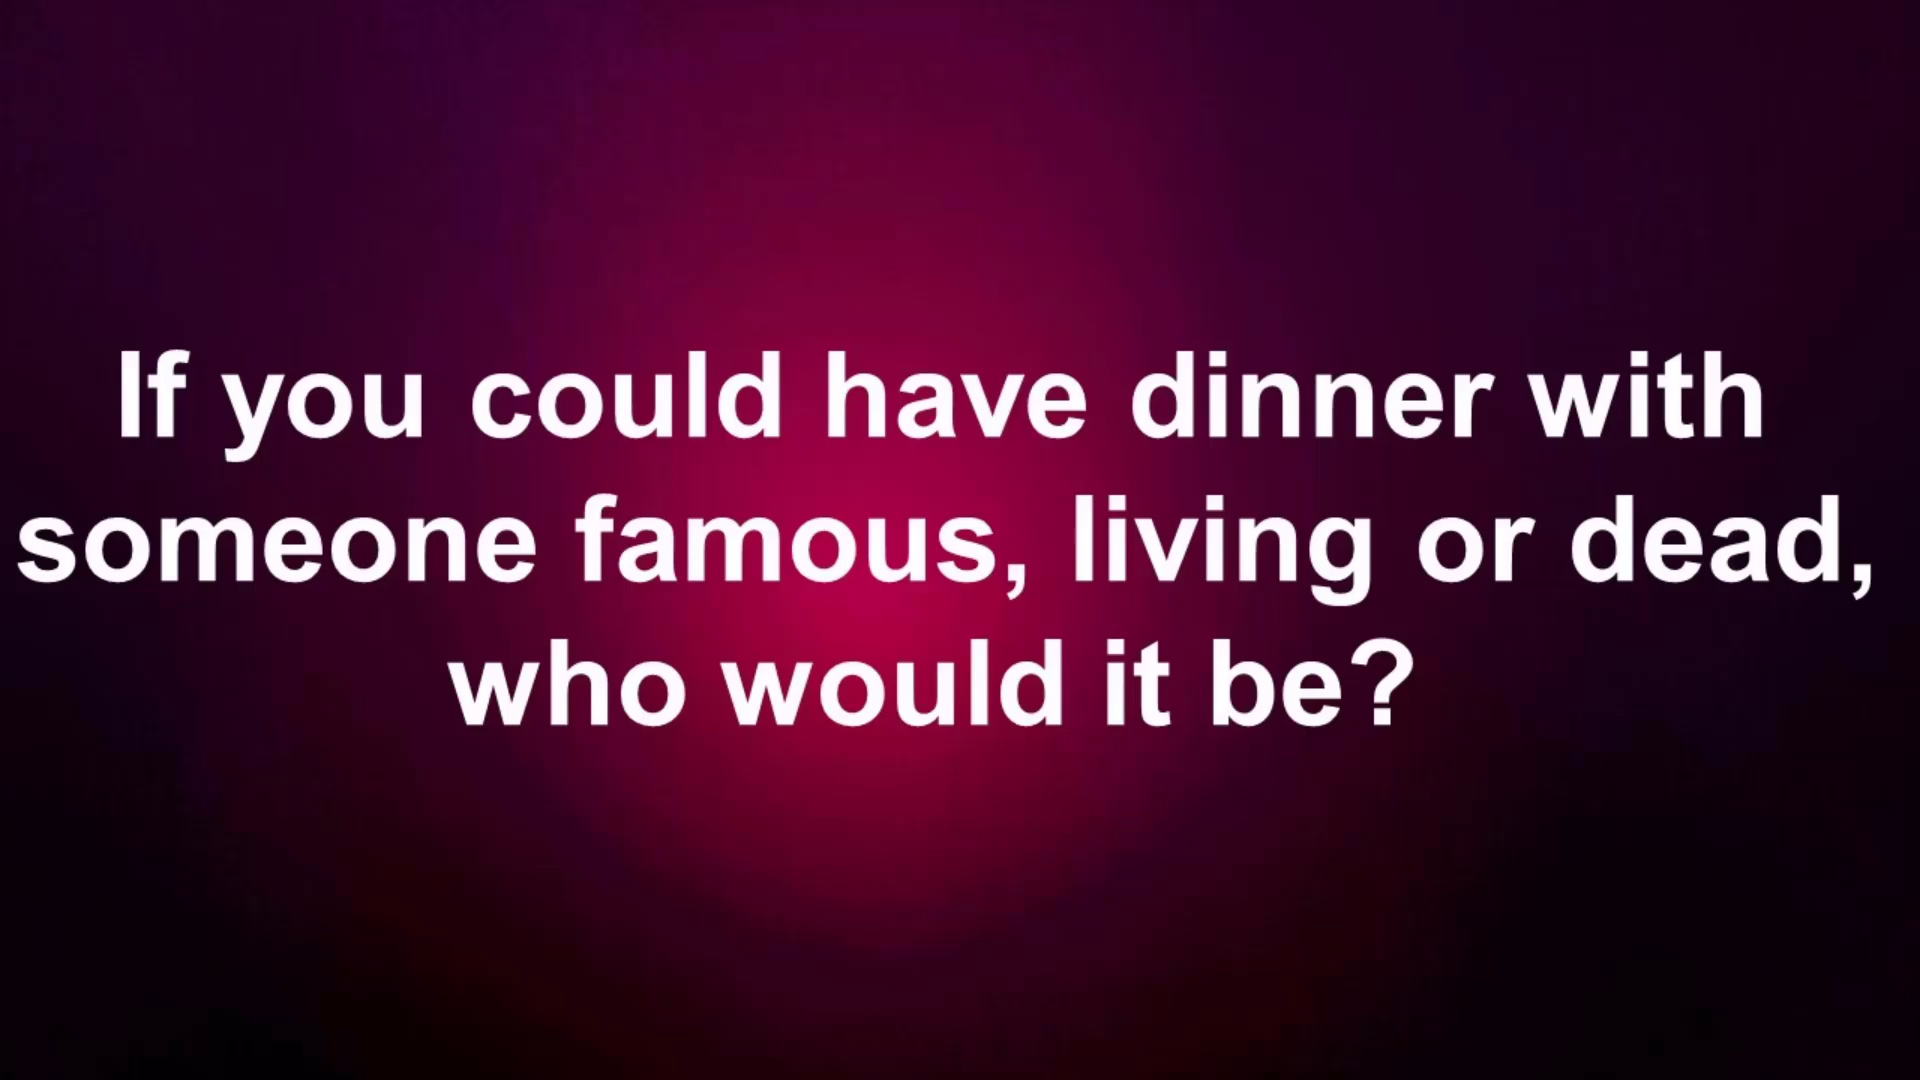 If you could have dinner with
someone famous, living or dead,
who would it be?